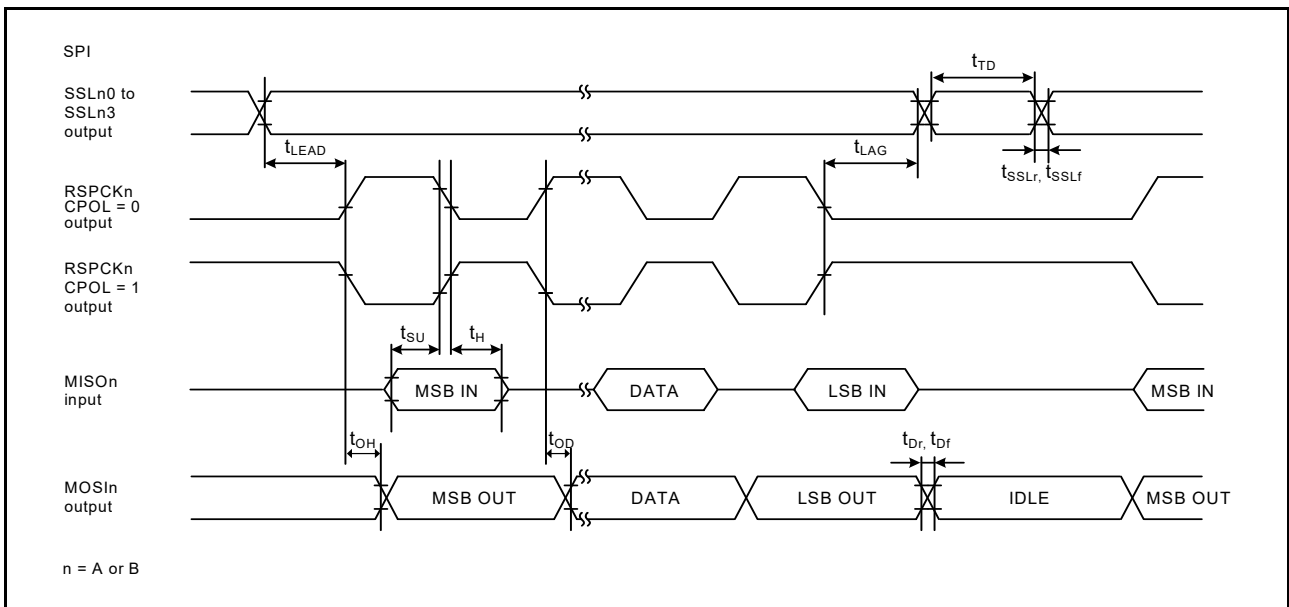 SPI
SSLn0 to
SSLn3
output
tTD
tLEAD
tLAG
tSSLr, tSSLf
RSPCKn
CPOL = 0
output
RSPCKn
CPOL = 1
output
tSU
tH
MISOn
input
MSB IN
DATA
LSB IN
MSB IN
tOH
tOD
tDr, tDf
MOSIn
output
MSB OUT
DATA
LSB OUT
IDLE
MSB OUT
n = A or B